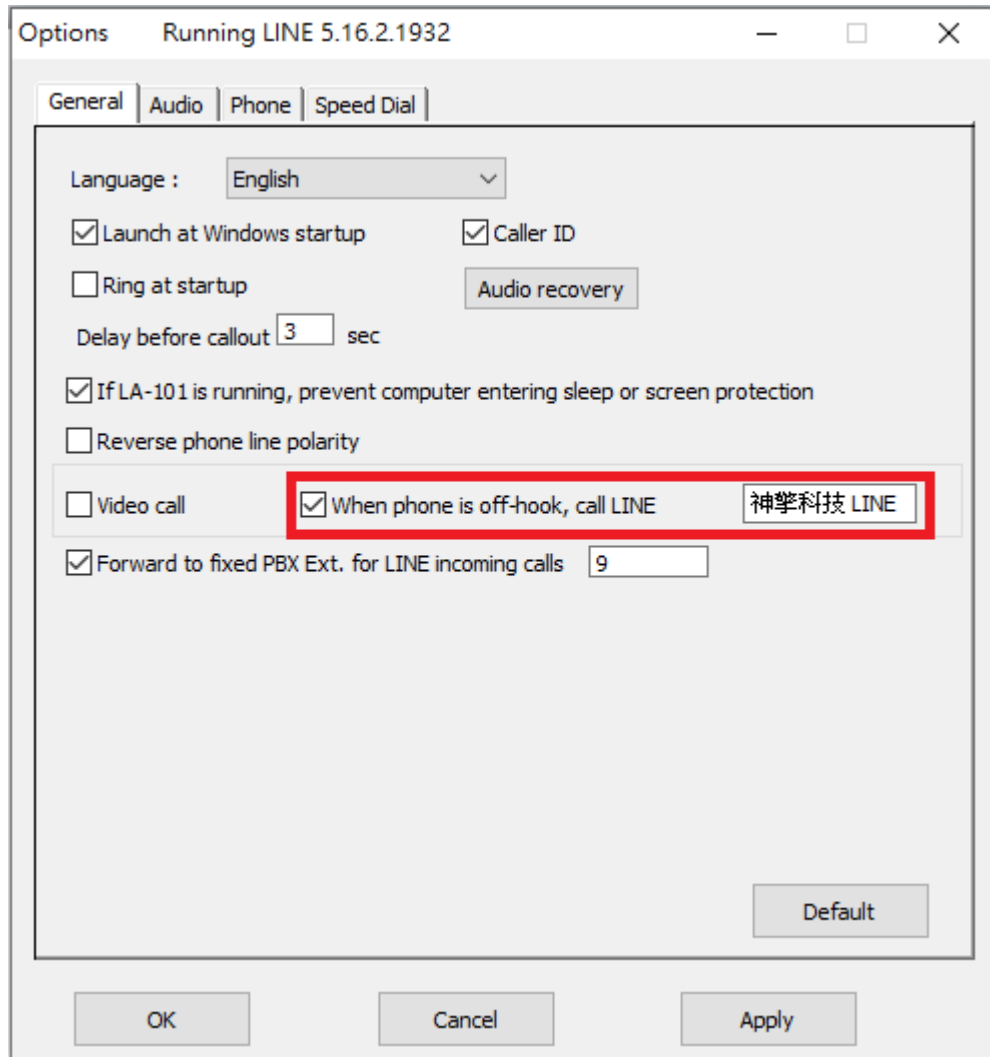 Options Running LINE 5.16.2.1932
General Audio Phone Speed Dial
Language : English
Launch at Windows startup Caller ID
Ring at startup Audio recovery
Delay before callout 3 sec
If LA-101 is running, prevent computer entering sleep or screen protection
Reverse phone line polarity
Video call When phone is off-hook, call LINE 神擎科技 LINE
Forward to fixed PBX Ext. for LINE incoming calls 9
Default
OK Cancel Apply